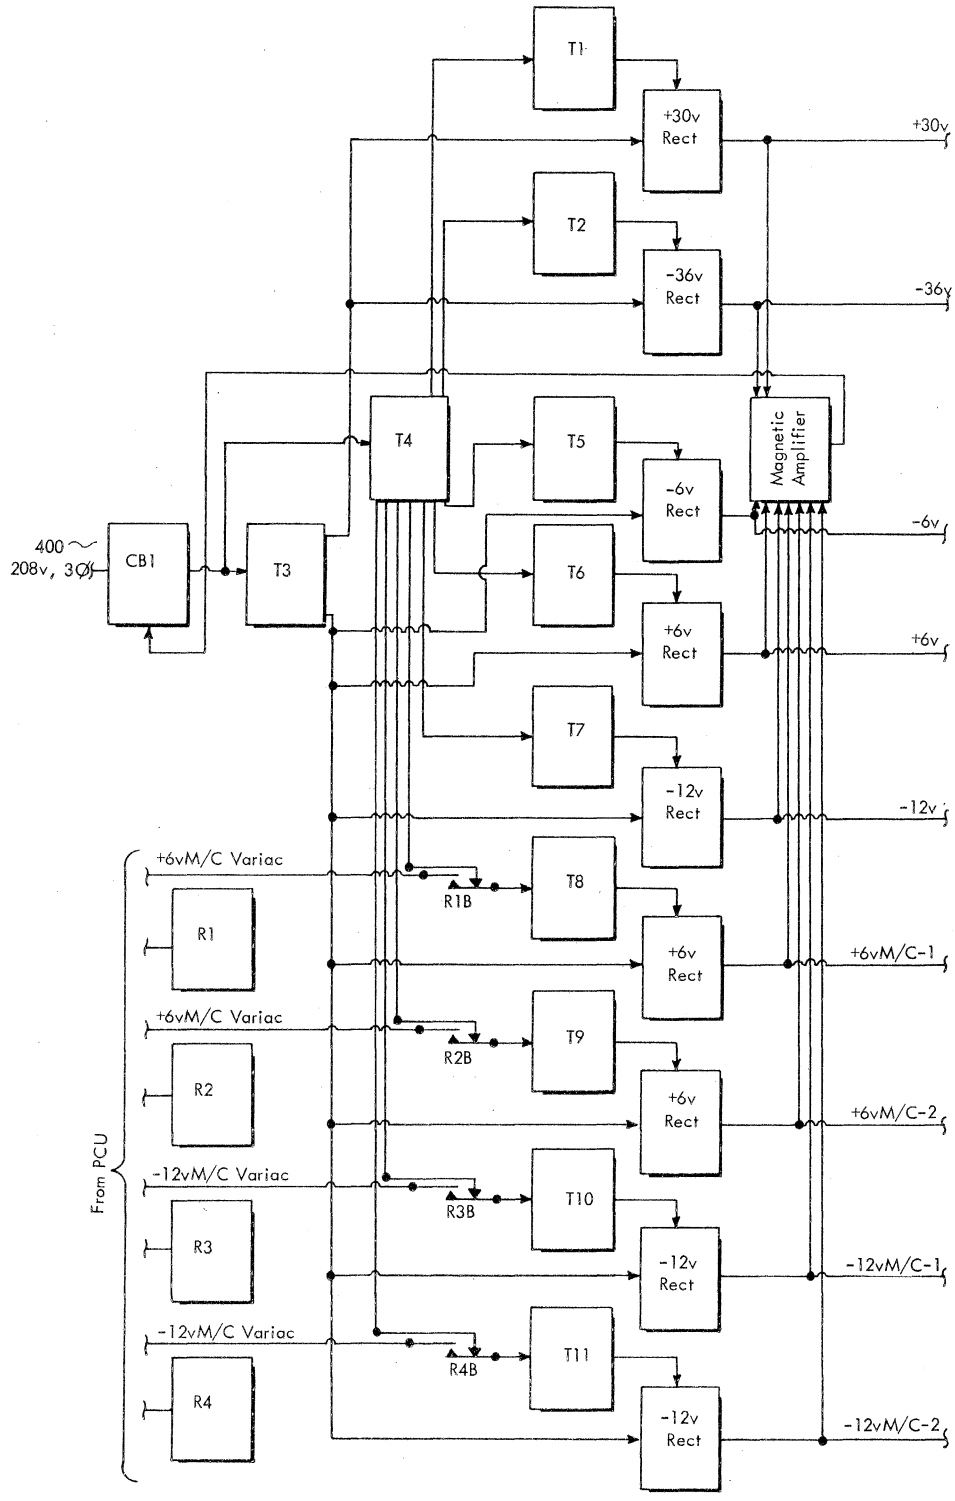 T1
+30v
Rect
+30v
T2
-36v
Rect
-36v
T4
T5
Magnetic
Amplifier
-6v
Rect
-6v
400 ~
208v, 3Ø
CB1
T3
T6
+6v
Rect
+6v
T7
-12v
Rect
-12v
+6vM/C Variac
R1B
T8
R1
+6v
Rect
+6vM/C-1
+6vM/C Variac
R2B
T9
R2
+6v
Rect
+6vM/C-2
From PCU
-12vM/C Variac
R3B
T10
R3
-12v
Rect
-12vM/C-1
-12vM/C Variac
R4B
T11
R4
-12v
Rect
-12vM/C-2